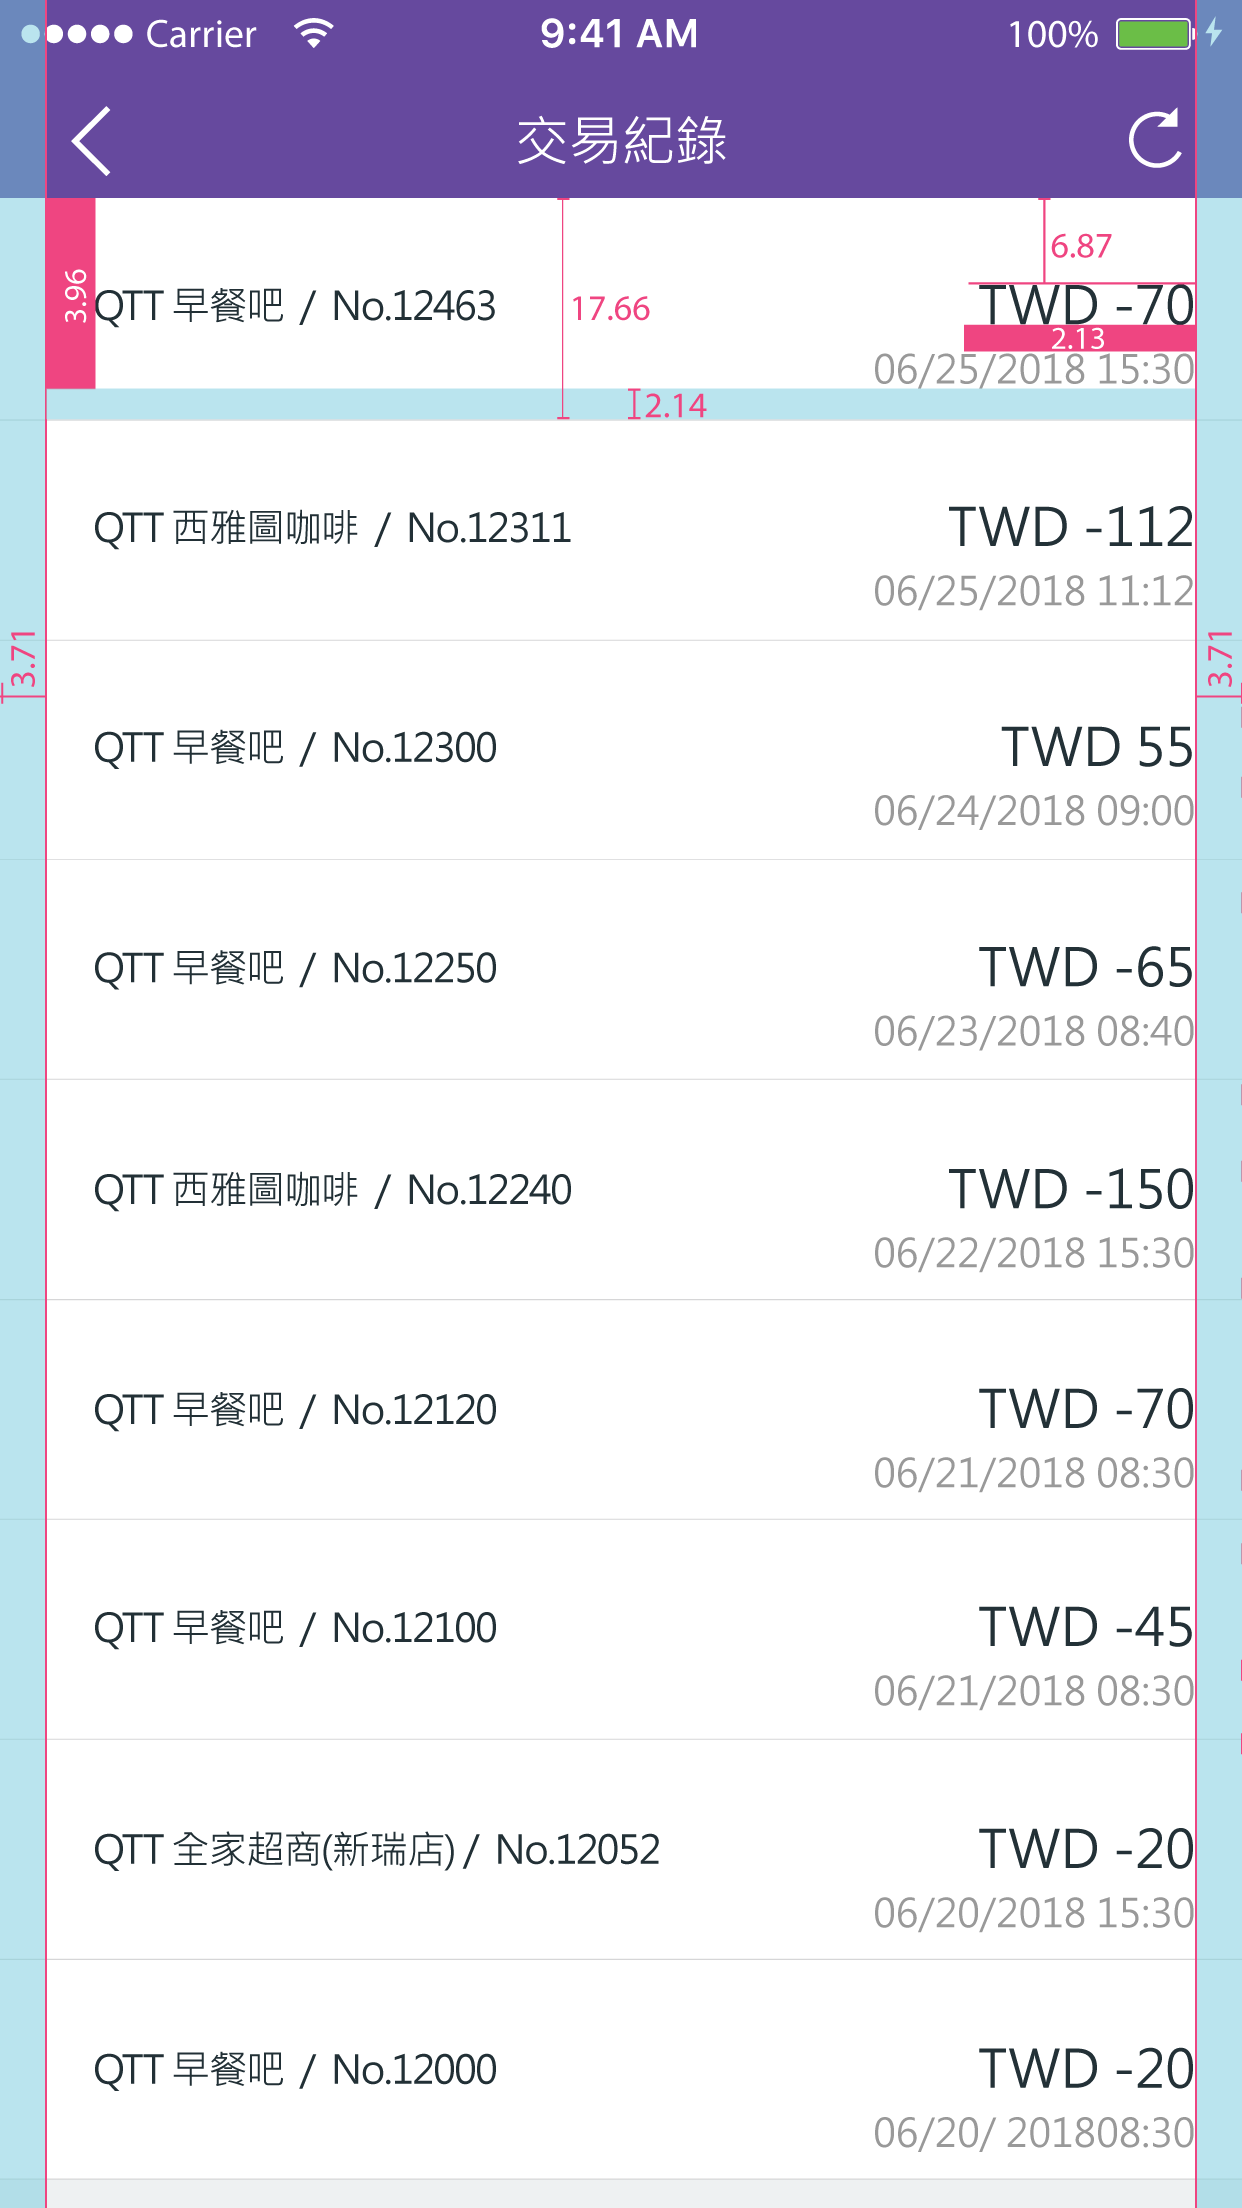 Carrier 9:41 AM 100%
交易紀錄
6.87
3.96
QTT 早餐吧 / No.12463
17.66
TWD -70
2.13
06/25/2018 15:30
2.14
QTT 西雅圖咖啡 / No.12311
TWD -112
06/25/2018 11:12
3.71
3.71
QTT 早餐吧 / No.12300
TWD 55
06/24/2018 09:00
QTT 早餐吧 / No.12250
TWD -65
06/23/2018 08:40
QTT 西雅圖咖啡 / No.12240
TWD -150
06/22/2018 15:30
QTT 早餐吧 / No.12120
TWD -70
06/21/2018 08:30
QTT 早餐吧 / No.12100
TWD -45
06/21/2018 08:30
QTT 全家超商(新瑞店) / No.12052
TWD -20
06/20/2018 15:30
QTT 早餐吧 / No.12000
TWD -20
06/20/ 201808:30